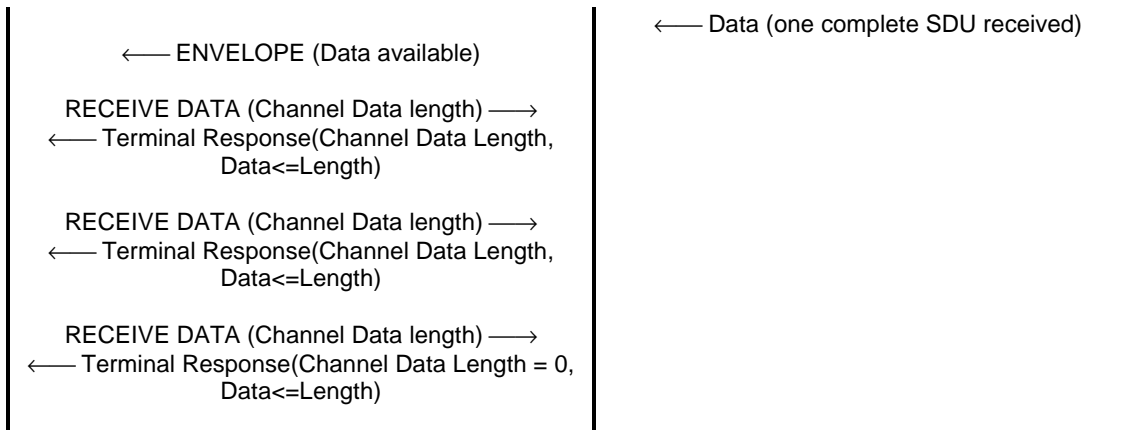 ←── Data (one complete SDU received)
←── ENVELOPE (Data available)
RECEIVE DATA (Channel Data length) ──→
←── Terminal Response(Channel Data Length,
Data<=Length)
RECEIVE DATA (Channel Data length) ──→
←── Terminal Response(Channel Data Length,
Data<=Length)
RECEIVE DATA (Channel Data length) ──→
←── Terminal Response(Channel Data Length = 0,
Data<=Length)